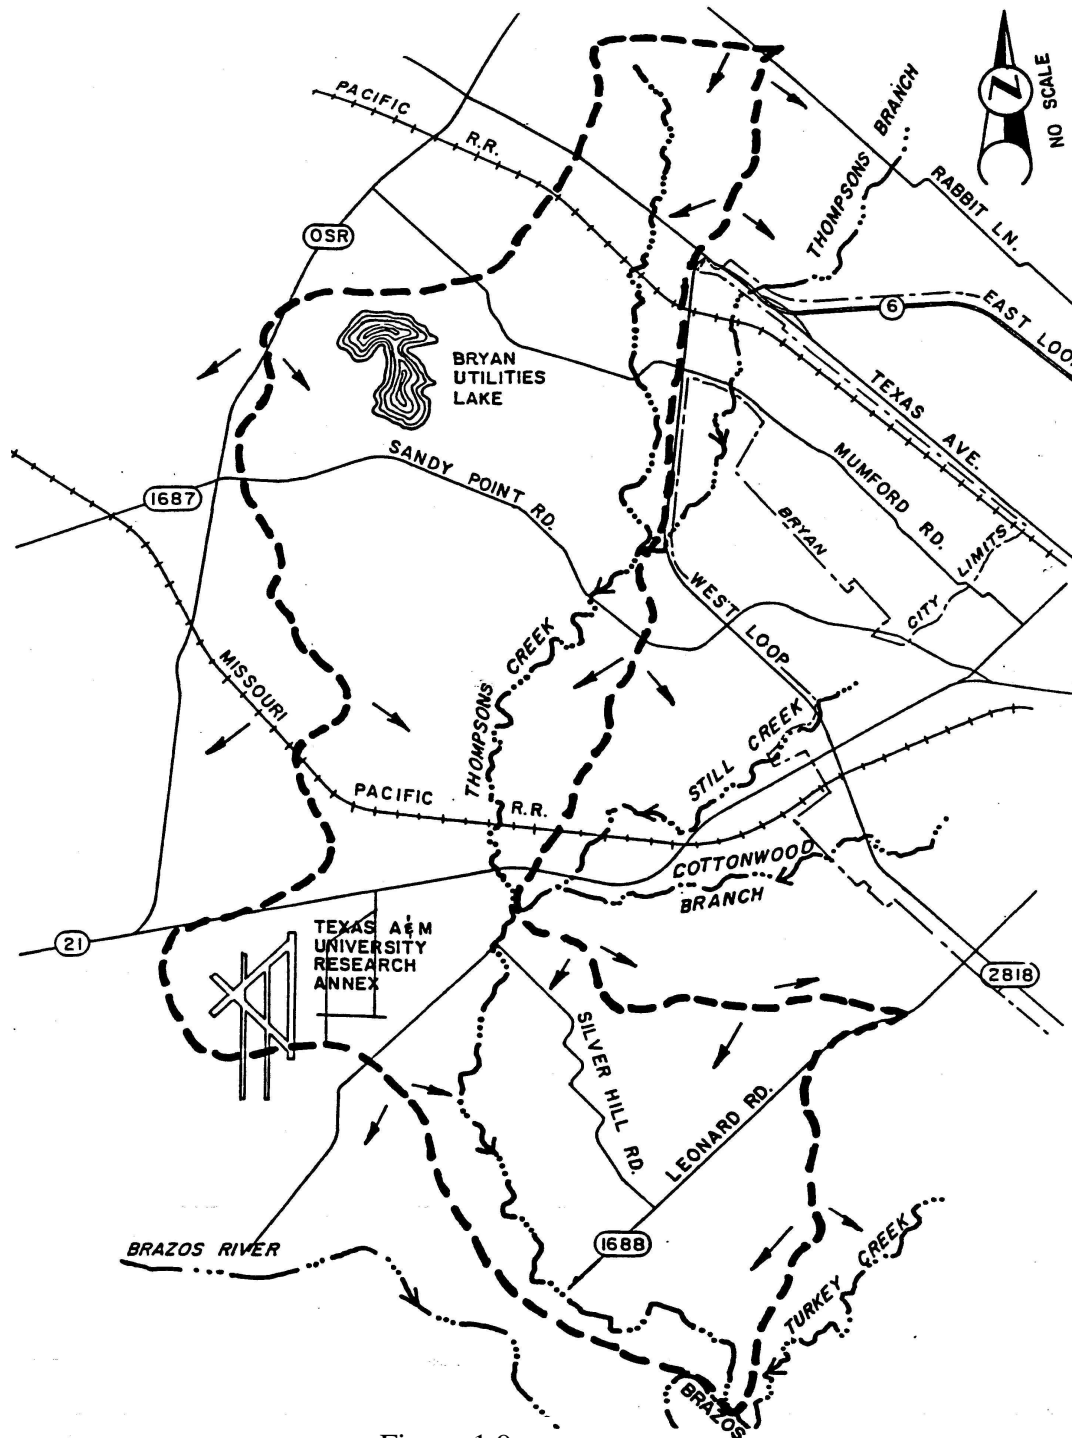 NO SCALE
N
PACIFIC
R.R.
THOMPSONS BRANCH
RABBIT LN.
OSR
6
EAST LOOP
BRYAN
UTILITIES
LAKE
TEXAS AVE.
SANDY POINT RD.
MUMFORD RD.
1687
BRYAN
CITY
LIMITS
WEST LOOP
THOMPSONS CREEK
MISSOURI
PACIFIC
R.R.
STILL CREEK
COTTONWOOD
BRANCH
21
TEXAS A&M
UNIVERSITY
RESEARCH
ANNEX
2818
SILVER HILL RD.
LEONARD RD.
1688
BRAZOS RIVER
TURKEY CREEK
BRAZOS